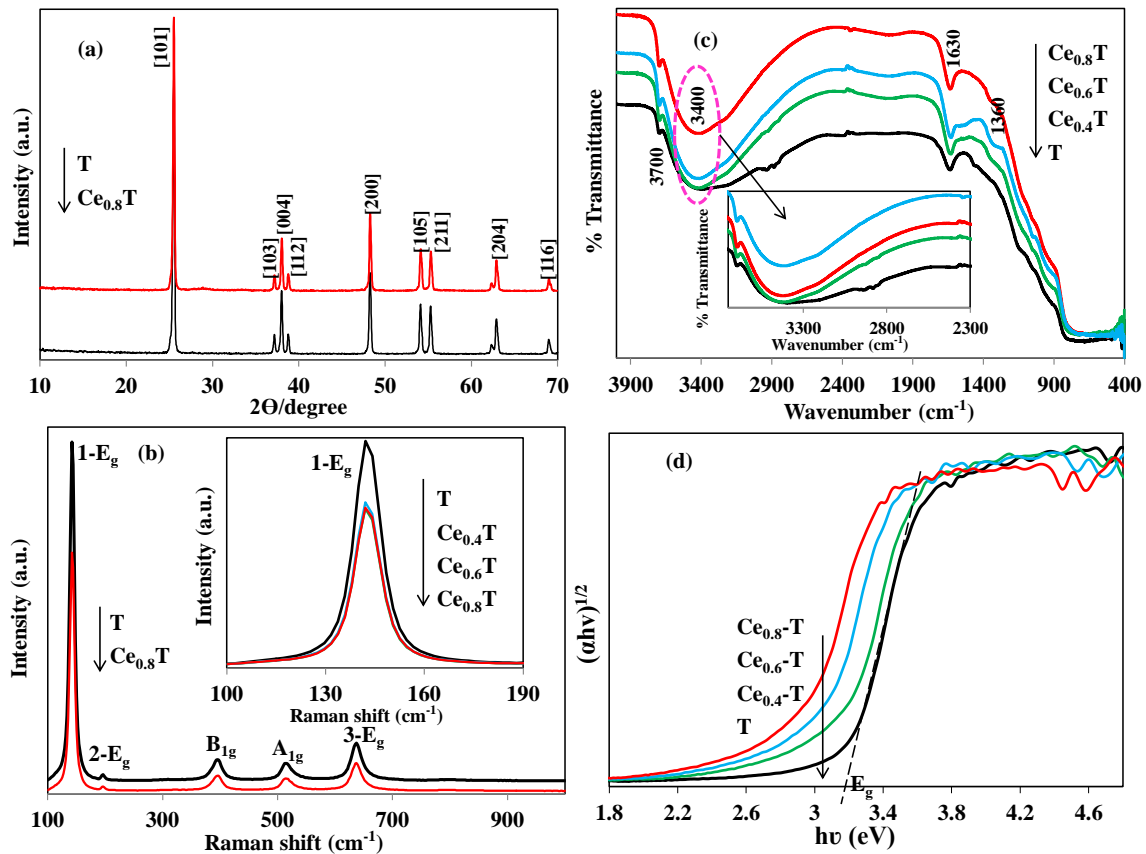 (a)
Intensity (a.u.)
[101]
[103]
[004]
[112]
[200]
[105]
[211]
[204]
[116]
T
Ce0.8T
10 20 30 40 50 60 70
2Θ/degree
(c)
% Transmittance
3700
3400
1630
1360
Ce0.8T
Ce0.6T
Ce0.4T
T
% Transmittance
3300 2800 2300
Wavenumber (cm-1)
3900 3400 2900 2400 1900 1400 900 400
Wavenumber (cm-1)
(b)
Intensity (a.u.)
1-Eg
2-Eg
B1g
A1g
3-Eg
T
Ce0.8T
Intensity (a.u.)
1-Eg
T
Ce0.4T
Ce0.6T
Ce0.8T
100 130 160 190
Raman shift (cm-1)
100 300 500 700 900
Raman shift (cm-1)
(d)
(αhν)1/2
Ce0.8-T
Ce0.6-T
Ce0.4-T
T
Eg
1.8 2.2 2.6 3 3.4 3.8 4.2 4.6
hυ (eV)